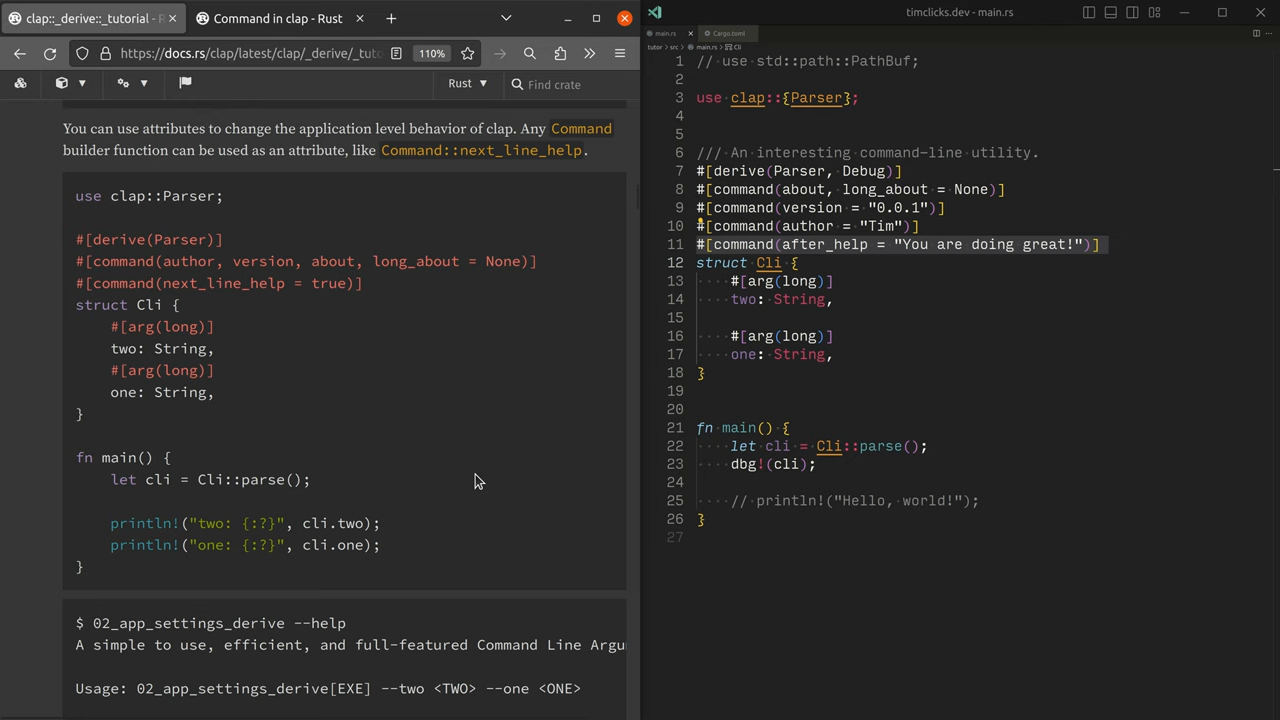 clap::_derive::_tutorial - R
Command in clap - Rust
https://docs.rs/clap/latest/clap/_derive/_tuto
110%
Rust
Find crate
You can use attributes to change the application level behavior of clap. Any Command
builder function can be used as an attribute, like Command::next_line_help.
use clap::Parser;
#[derive(Parser)]
#[command(author, version, about, long_about = None)]
#[command(next_line_help = true)]
struct Cli {
#[arg(long)]
two: String,
#[arg(long)]
one: String,
}
fn main() {
let cli = Cli::parse();
println!("two: {:?}", cli.two);
println!("one: {:?}", cli.one);
}
$ 02_app_settings_derive --help
A simple to use, efficient, and full-featured Command Line Argu
Usage: 02_app_settings_derive[EXE] --two <TWO> --one <ONE>
timclicks.dev - main.rs
main.rs
Cargo.toml
tutor > src > main.rs > Cli
1 // use std::path::PathBuf;
2
3 use clap::{Parser};
4
5
6 /// An interesting command-line utility.
7 #[derive(Parser, Debug)]
8 #[command(about, long_about = None)]
9 #[command(version = "0.0.1")]
10 #[command(author = "Tim")]
11 #[command(after_help = "You are doing great!")]
12 struct Cli {
13 #[arg(long)]
14 two: String,
15
16 #[arg(long)]
17 one: String,
18 }
19
20
21 fn main() {
22 let cli = Cli::parse();
23 dbg!(cli);
24
25 // println!("Hello, world!");
26 }
27